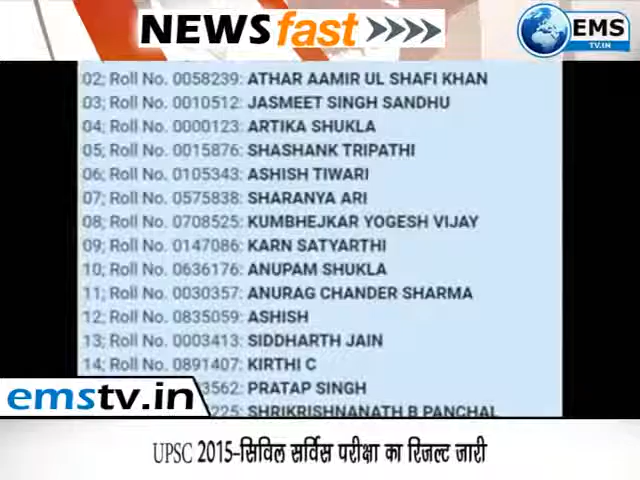 NEWS fast >>>>
EMS
TV.IN
02; Roll No. 0058239: ATHAR AAMIR UL SHAFI KHAN
03; Roll No. 0010512: JASMEET SINGH SANDHU
04; Roll No. 0000123: ARTIKA SHUKLA
05; Roll No. 0015876: SHASHANK TRIPATHI
06; Roll No. 0105343: ASHISH TIWARI
07; Roll No. 0575838: SHARANYA ARI
08; Roll No. 0708525: KUMBHEJKAR YOGESH VIJAY
09; Roll No. 0147086: KARN SATYARTHI
10; Roll No. 0636176: ANUPAM SHUKLA
11; Roll No. 0030357: ANURAG CHANDER SHARMA
12; Roll No. 0835059: ASHISH
13; Roll No. 0003413: SIDDHARTH JAIN
14; Roll No. 0891407: KIRTHI C
3562: PRATAP SINGH
225: SHRIKRISHNANATH B PANCHAL
emstv.in
UPSC 2015-सिविल सर्विस परीक्षा का रिजल्ट जारी